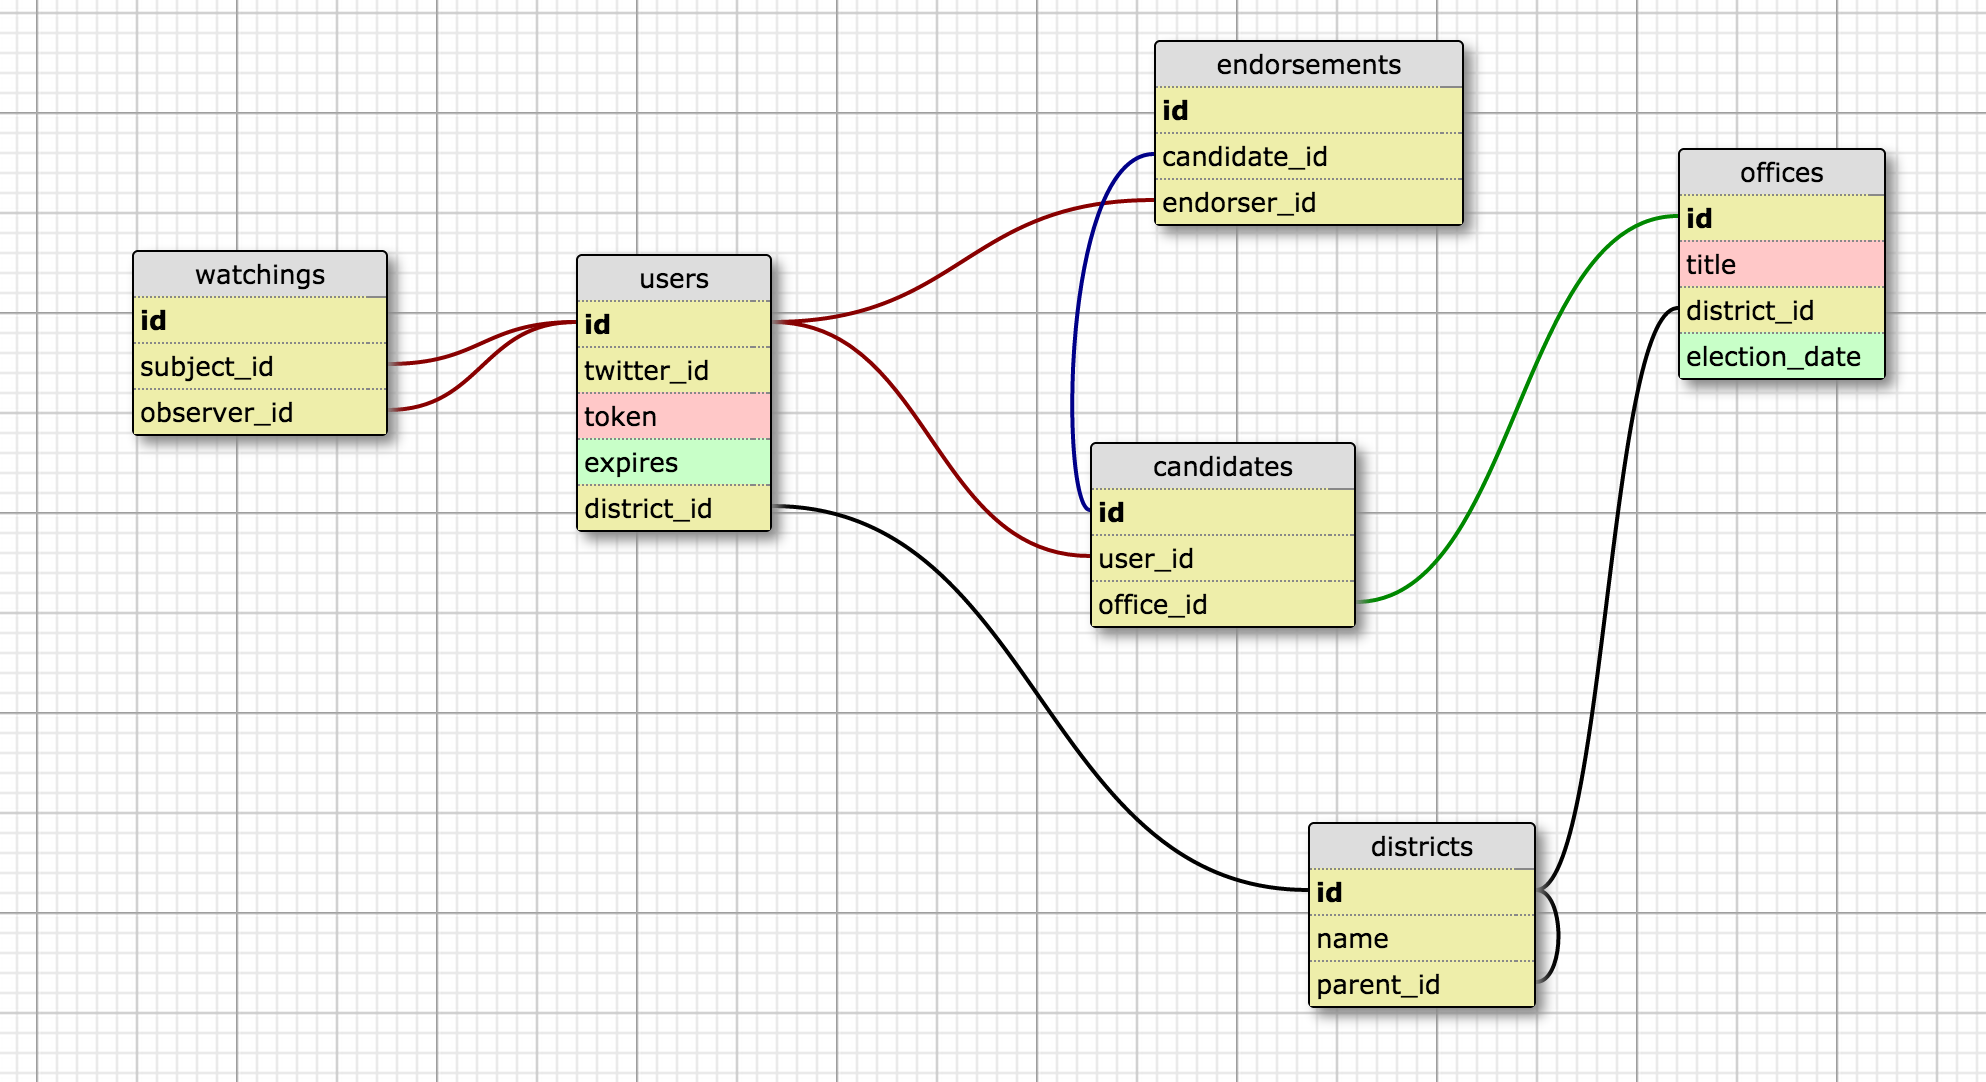 endorsements
id
candidate_id
endorser_id
offices
id
title
district_id
election_date
watchings
id
subject_id
observer_id
users
id
twitter_id
token
expires
district_id
candidates
id
user_id
office_id
districts
id
name
parent_id